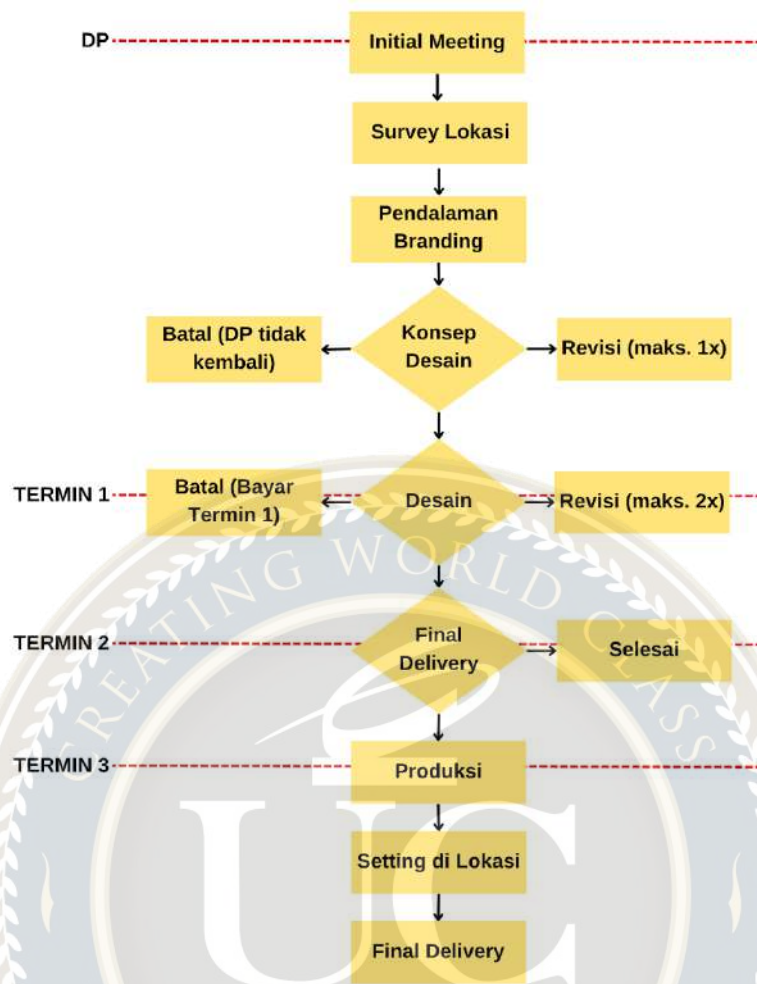 DP
Initial Meeting
Survey Lokasi
Pendalaman
Branding
Batal (DP tidak
kembali)
Konsep
Desain
Revisi (maks. 1x)
TERMIN 1
Batal (Bayar
Termin 1)
Desain
Revisi (maks. 2x)
TERMIN 2
Final
Delivery
Selesai
TERMIN 3
Produksi
Setting di Lokasi
Final Delivery
CREATING WORLD CLASS
UC